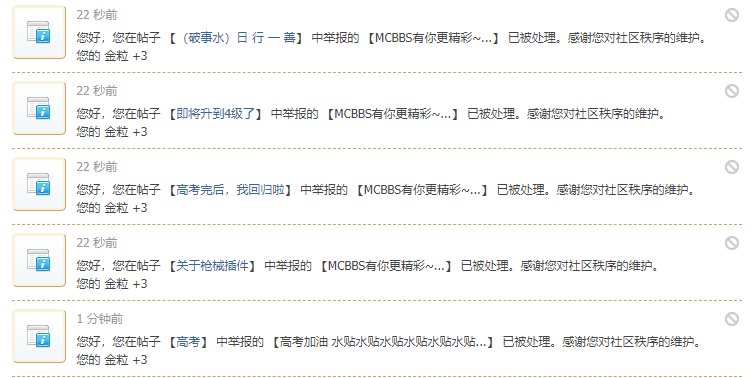 22 秒前
您好，您在帖子 【（破事水）日 行 一 善】 中举报的 【MCBBS有你更精彩~...】 已被处理。感谢您对社区秩序的维护。
您的 金粒 +3
22 秒前
您好，您在帖子 【即将升到4级了】 中举报的 【MCBBS有你更精彩~...】 已被处理。感谢您对社区秩序的维护。
您的 金粒 +3
22 秒前
您好，您在帖子 【高考完后，我回归啦】 中举报的 【MCBBS有你更精彩~...】 已被处理。感谢您对社区秩序的维护。
您的 金粒 +3
22 秒前
您好，您在帖子 【关于枪械插件】 中举报的 【MCBBS有你更精彩~...】 已被处理。感谢您对社区秩序的维护。
您的 金粒 +3
1 分钟前
您好，您在帖子 【高考】 中举报的 【高考加油 水贴水贴水贴水贴水贴水贴...】 已被处理。感谢您对社区秩序的维护。
您的 金粒 +3